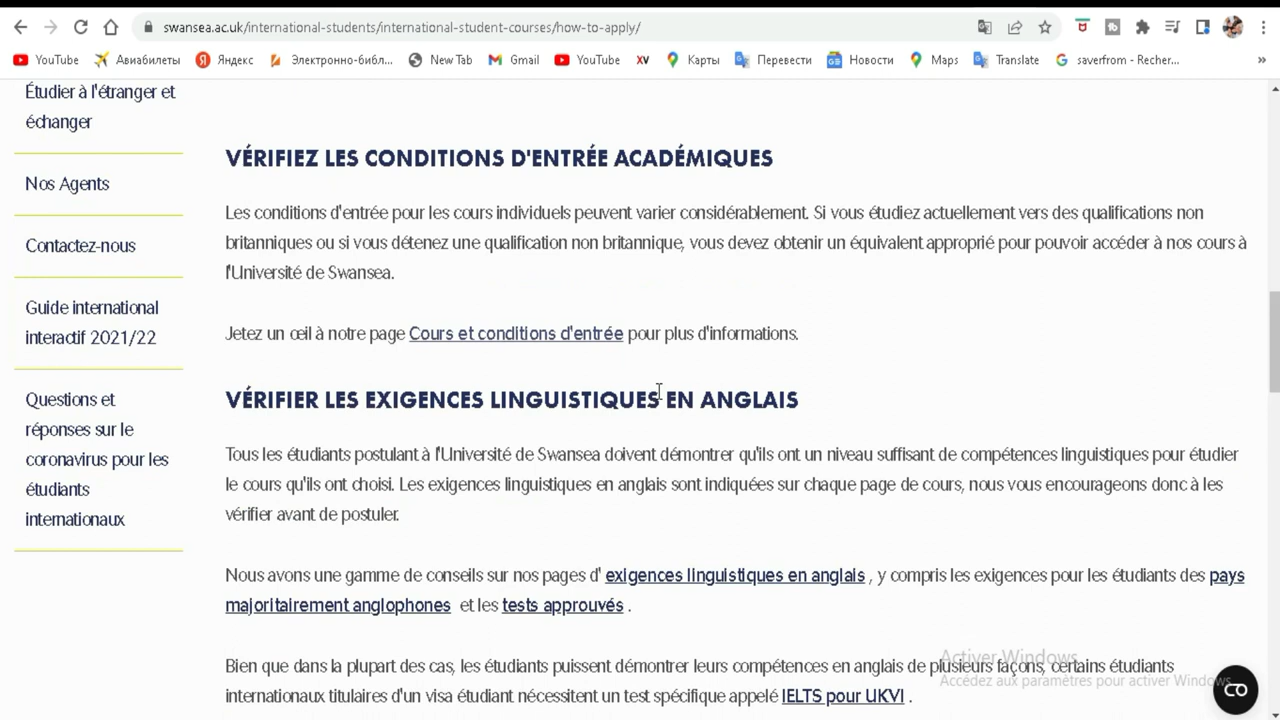 swansea.ac.uk/international-students/international-student-courses/how-to-apply/
YouTube
Авиабилеты
Яндекс
Электронно-библ...
New Tab
Gmail
YouTube
XV
Карты
Перевести
Новости
Maps
Translate
saverfrom - Recher...
»
Étudier à l'étranger et
échanger
Nos Agents
Contactez-nous
Guide international
interactif 2021/22
Questions et
réponses sur le
coronavirus pour les
étudiants
internationaux
VÉRIFIEZ LES CONDITIONS D'ENTRÉE ACADÉMIQUES
Les conditions d'entrée pour les cours individuels peuvent varier considérablement. Si vous étudiez actuellement vers des qualifications non
britanniques ou si vous détenez une qualification non britannique, vous devez obtenir un équivalent approprié pour pouvoir accéder à nos cours à
l'Université de Swansea.
Jetez un œil à notre page Cours et conditions d'entrée pour plus d'informations.
VÉRIFIER LES EXIGENCES LINGUISTIQUES EN ANGLAIS
Tous les étudiants postulant à l'Université de Swansea doivent démontrer qu'ils ont un niveau suffisant de compétences linguistiques pour étudier
le cours qu'ils ont choisi. Les exigences linguistiques en anglais sont indiquées sur chaque page de cours, nous vous encourageons donc à les
vérifier avant de postuler.
Nous avons une gamme de conseils sur nos pages d' exigences linguistiques en anglais , y compris les exigences pour les étudiants des pays
majoritairement anglophones et les tests approuvés .
Bien que dans la plupart des cas, les étudiants puissent démontrer leurs compétences en anglais de plusieurs façons, certains étudiants
internationaux titulaires d'un visa étudiant nécessitent un test spécifique appelé IELTS pour UKVI .
Activer Windows
Accédez aux paramètres pour activer Windows.